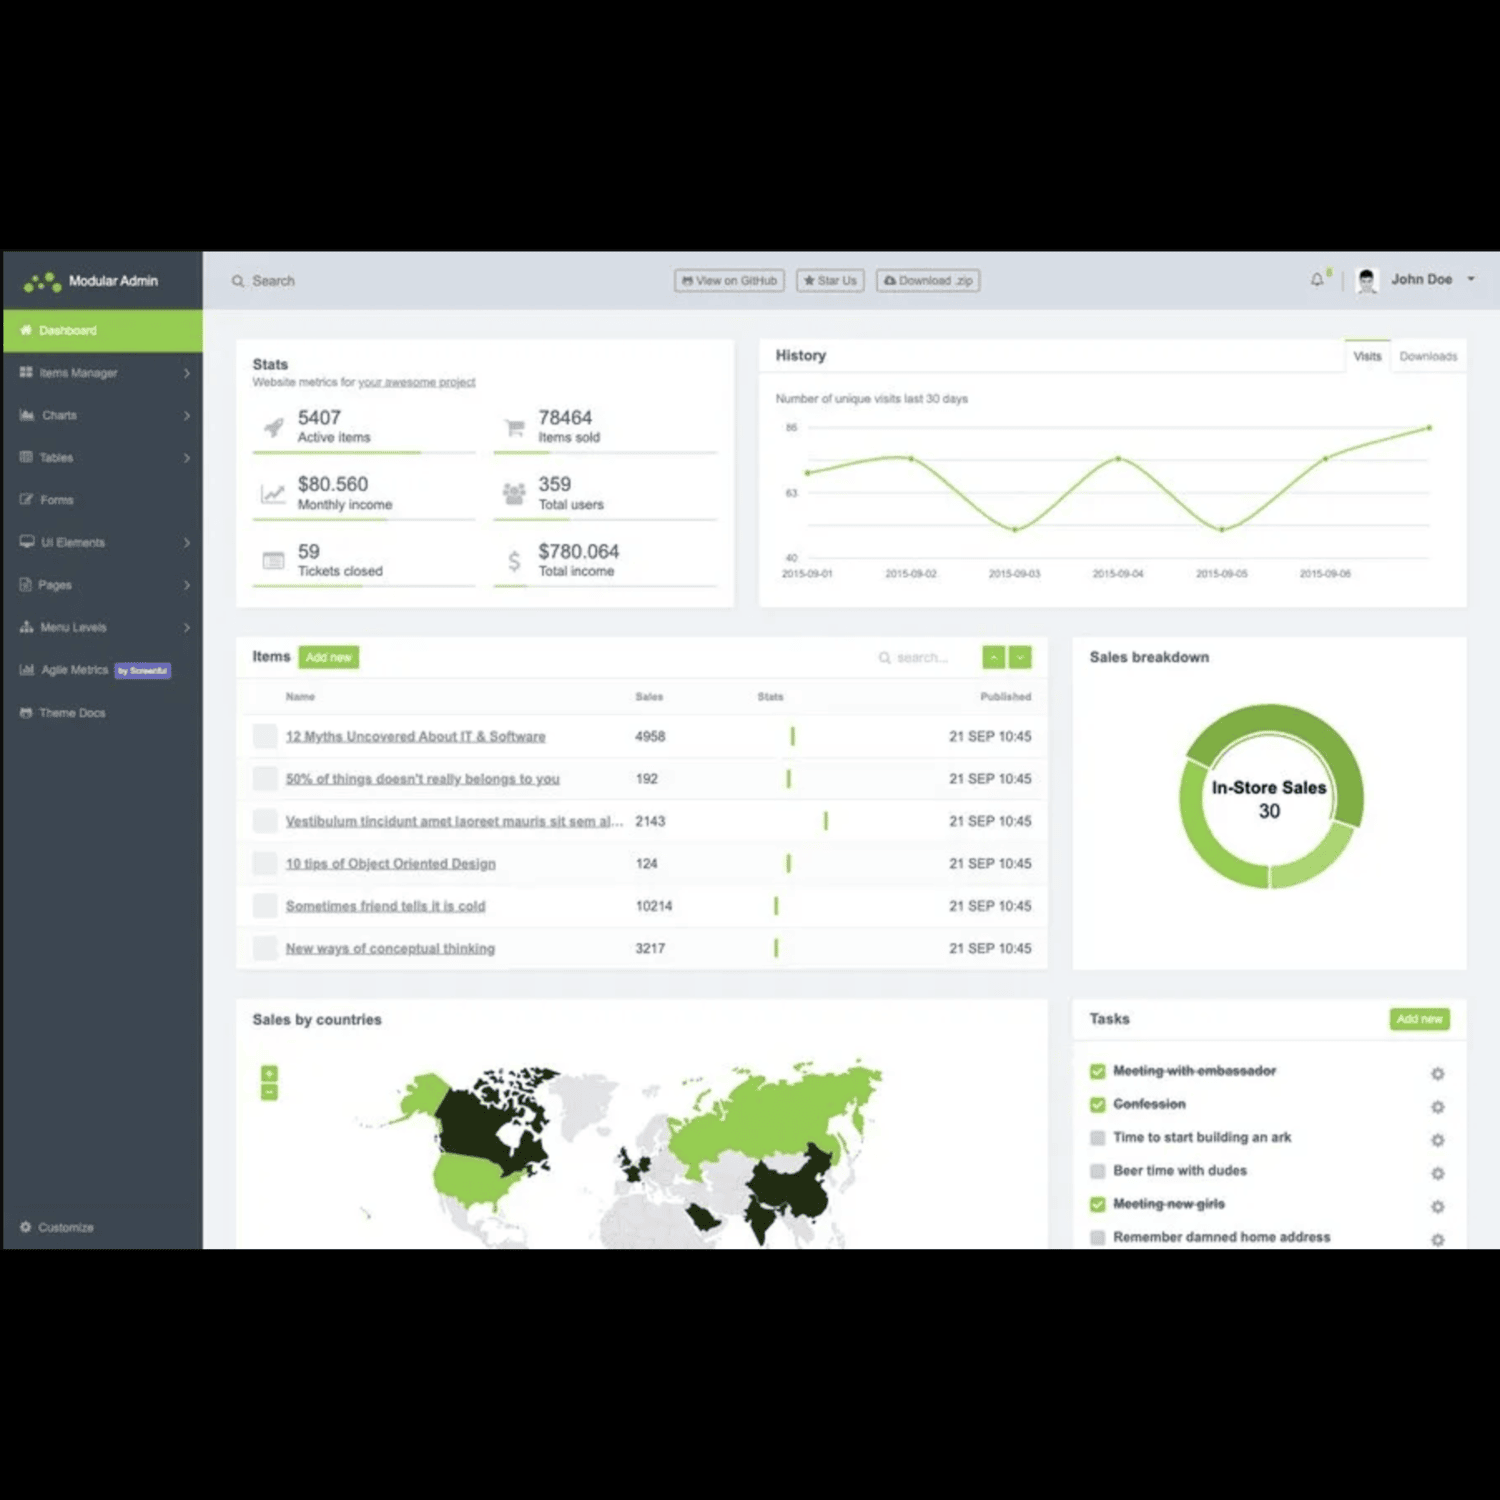 Modular Admin
Search
View on GitHub
Star Us
Download .zip
John Doe
Dashboard
Items Manager
Charts
Tables
Forms
UI Elements
Pages
Menu Levels
Agile Metrics by Screenful
Theme Docs
Customize
Stats
Website metrics for your awesome project
5407
Active items
78464
Items sold
$80.560
Monthly income
359
Total users
59
Tickets closed
$780.064
Total income
History
Visits
Downloads
Number of unique visits last 30 days
86
63
40
2015-09-01 2015-09-02 2015-09-03 2015-09-04 2015-09-05 2015-09-06
Items
Add new
search...
Name Sales Stats Published
12 Myths Uncovered About IT & Software 4958 21 SEP 10:45
50% of things doesn't really belongs to you 192 21 SEP 10:45
Vestibulum tincidunt amet laoreet mauris sit sem al... 2143 21 SEP 10:45
10 tips of Object Oriented Design 124 21 SEP 10:45
Sometimes friend tells it is cold 10214 21 SEP 10:45
New ways of conceptual thinking 3217 21 SEP 10:45
Sales breakdown
In-Store Sales
30
Sales by countries
+
-
Tasks
Add new
Meeting with embassador
Confession
Time to start building an ark
Beer time with dudes
Meeting new girls
Remember damned home address